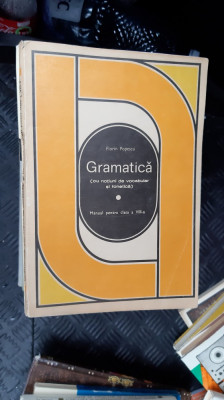 Florin Popescu
Gramatică
(cu noțiuni de vocabular
și fonetică)
Manual pentru clasa a VIII-a